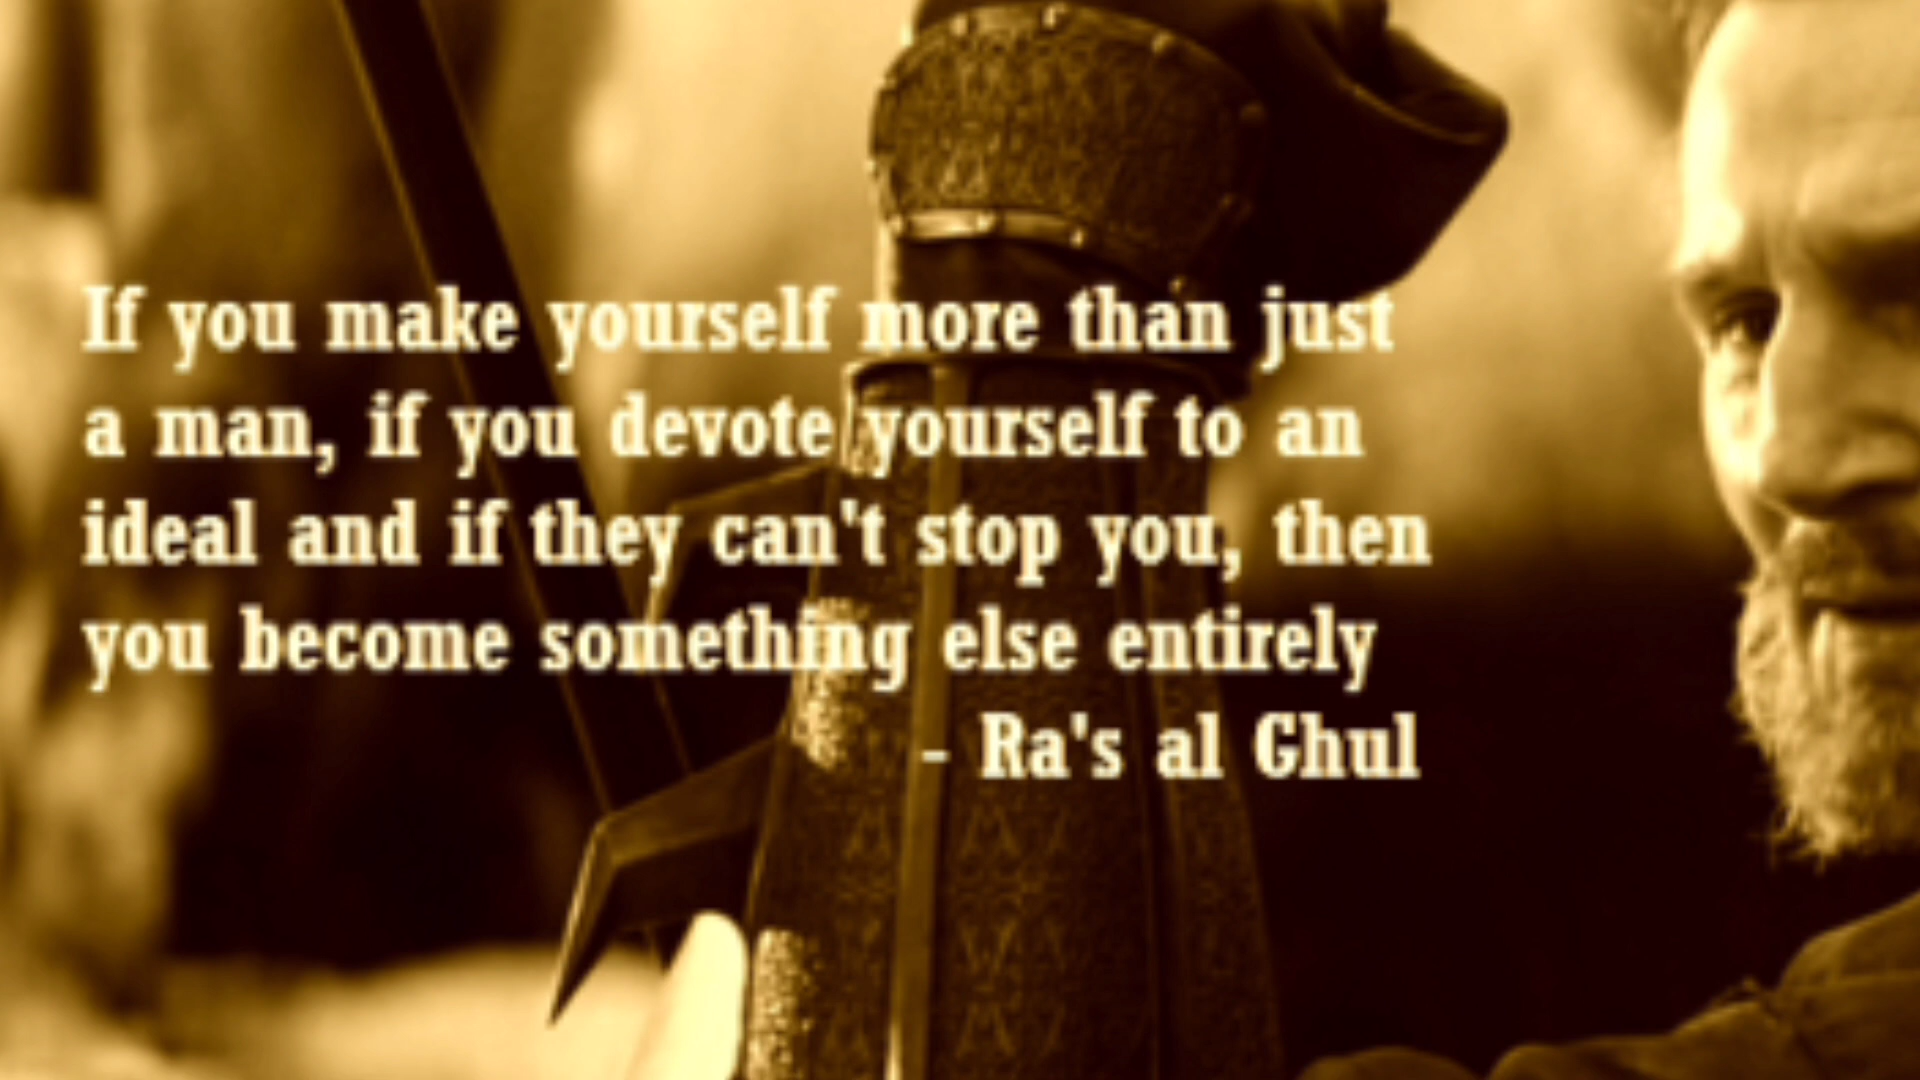 If you make yourself more than just
a man, if you devote yourself to an
ideal and if they can't stop you, then
you become something else entirely
- Ra's al Ghul